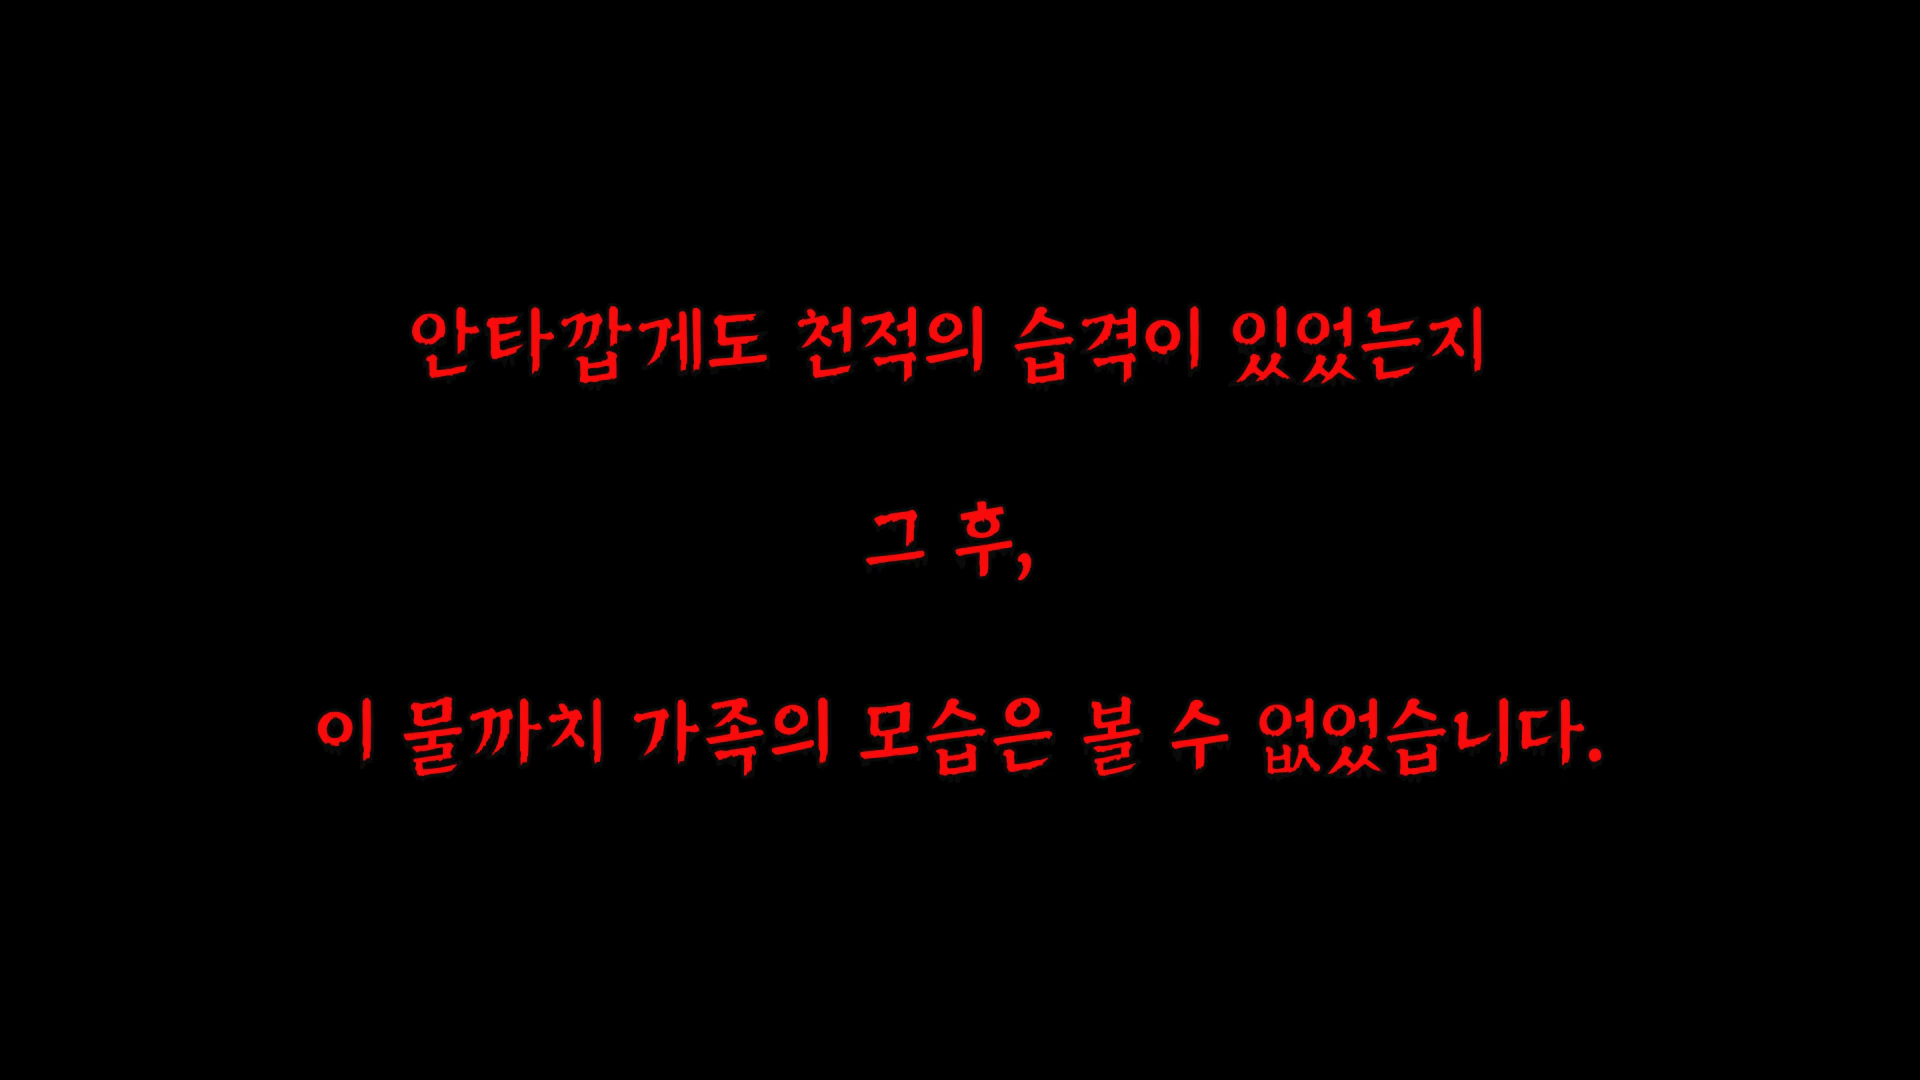 안타깝게도 천적의 습격이 있었는지
그 후,
이 물까치 가족의 모습은 볼 수 없었습니다.